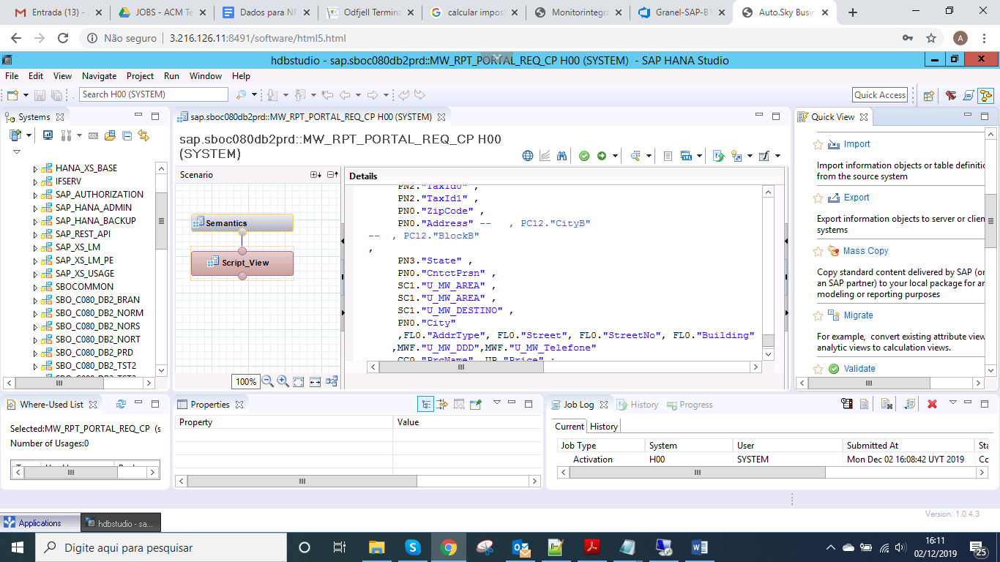 Entrada (13) - A
JOBS - ACM Te
Dados para NF
Odfjell Termina
calcular impost
Monitorintegra
Granel-SAP-B1
Auto.Sky Busin
Não seguro | 3.216.126.11:8491/software/html5.html
A
hdbstudio - sap.sboc080db2prd::MW_RPT_PORTAL_REQ_CP H00 (SYSTEM) - SAP HANA Studio
File Edit View Navigate Project Run Window Help
Search H00 (SYSTEM)
Quick Access
Systems
HANA_XS_BASE
IFSERV
SAP_AUTHORIZATION
SAP_HANA_ADMIN
SAP_HANA_BACKUP
SAP_REST_API
SAP_XS_LM
SAP_XS_LM_PE
SAP_XS_USAGE
SBOCOMMON
SBO_C080_DB2_BRAN
SBO_C080_DB2_NORM
SBO_C080_DB2_NORS
SBO_C080_DB2_NORT
SBO_C080_DB2_PRD
SBO_C080_DB2_TST2
sap.sboc080db2prd::MW_RPT_PORTAL_REQ_CP H00 (SYSTEM)
sap.sboc080db2prd::MW_RPT_PORTAL_REQ_CP H00
(SYSTEM)
Scenario
Semantics
Script_View
100%
Details
PN2."TaxId0" ,
PN2."TaxId1" ,
PN0."ZipCode" ,
PN0."Address" -- , PC12."CityB"
-- , PC12."BlockB"
,
PN3."State" ,
PN0."CntctPrsn" ,
SC1."U_MW_AREA" ,
SC1."U_MW_AREA" ,
SC1."U_MW_DESTINO" ,
PN0."City"
,FL0."AddrType", FL0."Street", FL0."StreetNo", FL0."Building"
,MWF."U_MW_DDD",MWF."U_MW_Telefone"
CC0."PrcName", UP."Price" ;
Quick View
Import
Import information objects or table definitic
from the source system
Export
Export information objects to server or clien
systems
Mass Copy
Copy standard content delivered by SAP (or
an SAP partner) to your local package for an
modeling or reporting purposes
Migrate
For example, convert existing attribute view
analytic views to calculation views.
Validate
Where-Used List
Selected:MW_RPT_PORTAL_REQ_CP (s
Number of Usages:0
Properties
Property Value
Job Log History Progress
Current History
Job Type System User Submitted At Sta
Activation H00 SYSTEM Mon Dec 02 16:08:42 UYT 2019 Co
Version: 1.0.4.3
Applications
hdbstudio - sa...
Digite aqui para pesquisar
16:11
02/12/2019
25